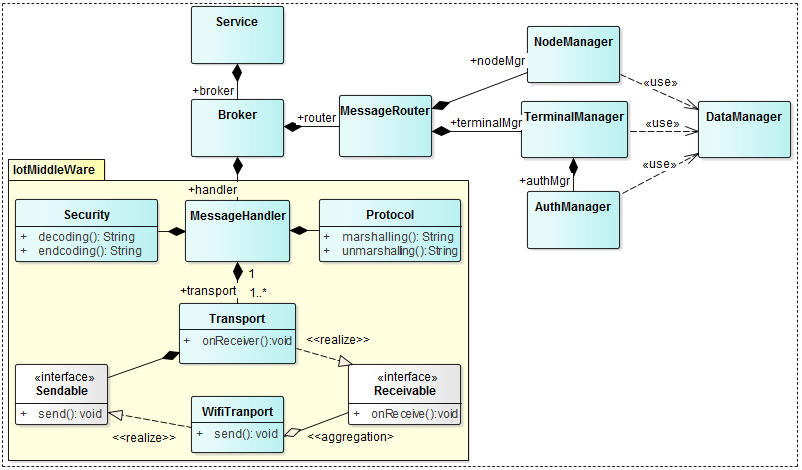 Service
+broker
Broker
+router
MessageRouter
+nodeMgr
NodeManager
+terminalMgr
TerminalManager
+authMgr
AuthManager
«use»
«use»
«use»
DataManager
IotMiddleWare
+handler
MessageHandler
Security
+ decoding(): String
+ endcoding(): String
Protocol
+ marshalling(): String
+ unmarshalling():String
1
+transport
1..*
Transport
+ onReceiver():void
<<realize>>
«interface»
Sendable
+ send(): void
WifiTranport
+ send(): void
«interface»
Receivable
+ onReceive(): void
<<realize>>
<<aggregation>